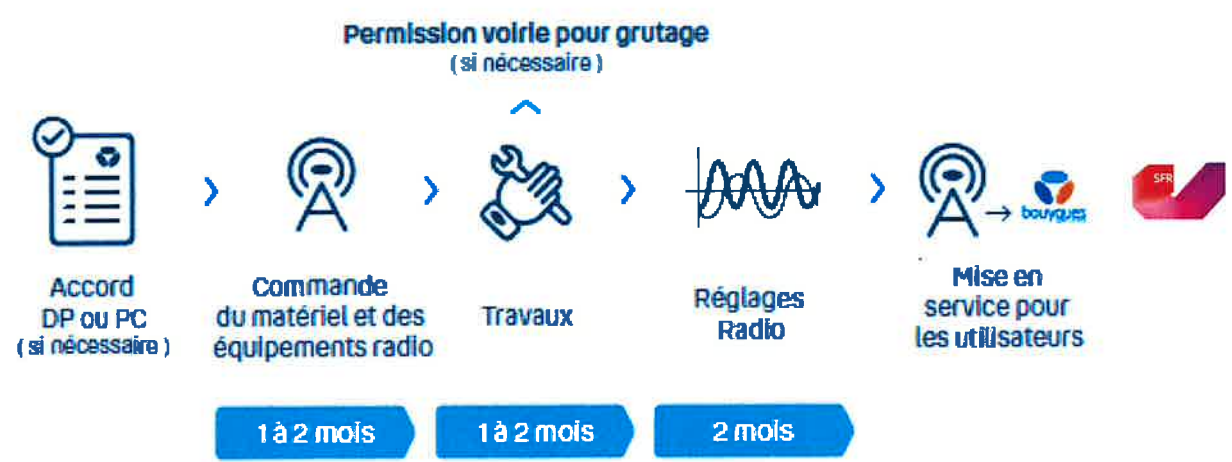 Permission voirie pour grutage
( si nécessaire )
Accord
DP ou PC
( si nécessaire )
Commande
du matériel et des
équipements radio
Travaux
Réglages
Radio
bouygues
SFR
Mise en
service pour
les utilisateurs
1 à 2 mois
1 à 2 mois
2 mois